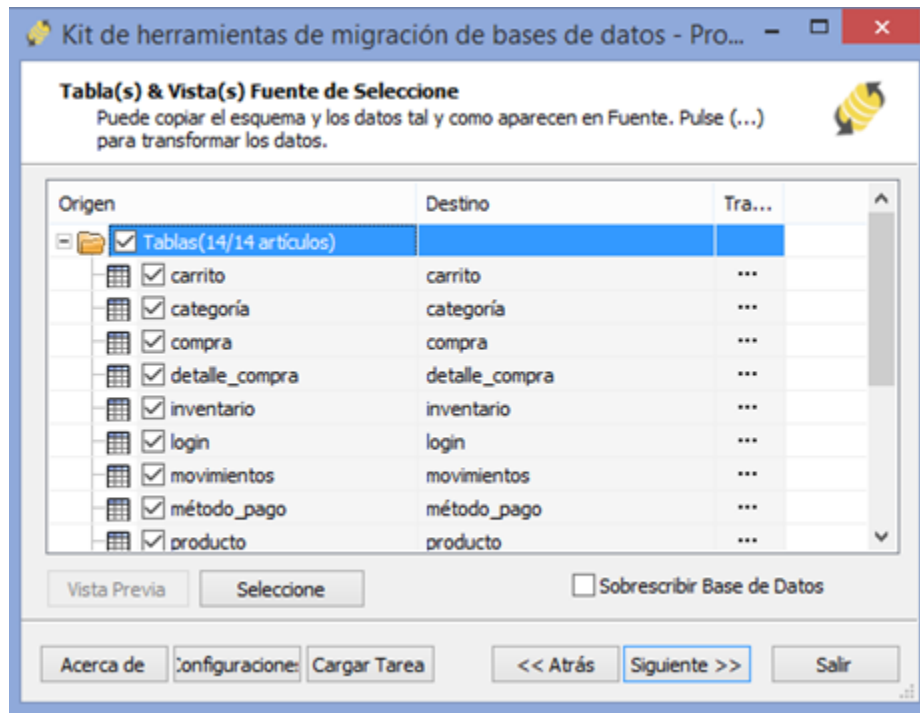 Kit de herramientas de migración de bases de datos - Pro...
Tabla(s) & Vista(s) Fuente de Seleccione
Puede copiar el esquema y los datos tal y como aparecen en Fuente. Pulse (...)
para transformar los datos.
Origen Destino Tra...
Tablas(14/14 artículos)
carrito carrito ...
categoría categoría ...
compra compra ...
detalle_compra detalle_compra ...
inventario inventario ...
login login ...
movimientos movimientos ...
método_pago método_pago ...
producto producto ...
Vista Previa Seleccione Sobrescribir Base de Datos
Acerca de Configuraciones Cargar Tarea << Atrás Siguiente >> Salir